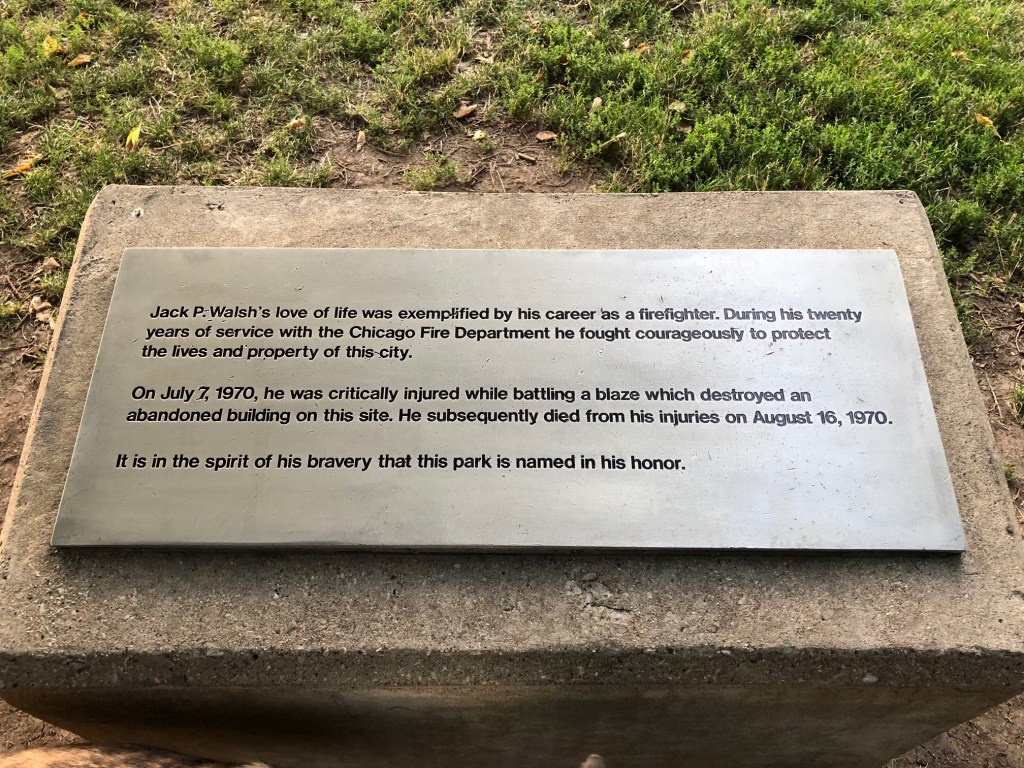 Jack P. Walsh's love of life was exemplified by his career as a firefighter. During his twenty
years of service with the Chicago Fire Department he fought courageously to protect
the lives and property of this city.
On July 7, 1970, he was critically injured while battling a blaze which destroyed an
abandoned building on this site. He subsequently died from his injuries on August 16, 1970.
It is in the spirit of his bravery that this park is named in his honor.